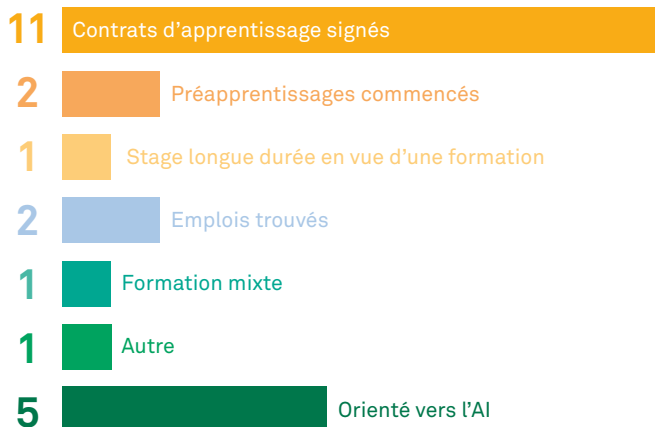 11 Contrats d’apprentissage signés
2 Préapprentissages commencés
1 Stage longue durée en vue d’une formation
2 Emplois trouvés
1 Formation mixte
1 Autre
5 Orienté vers l’AI